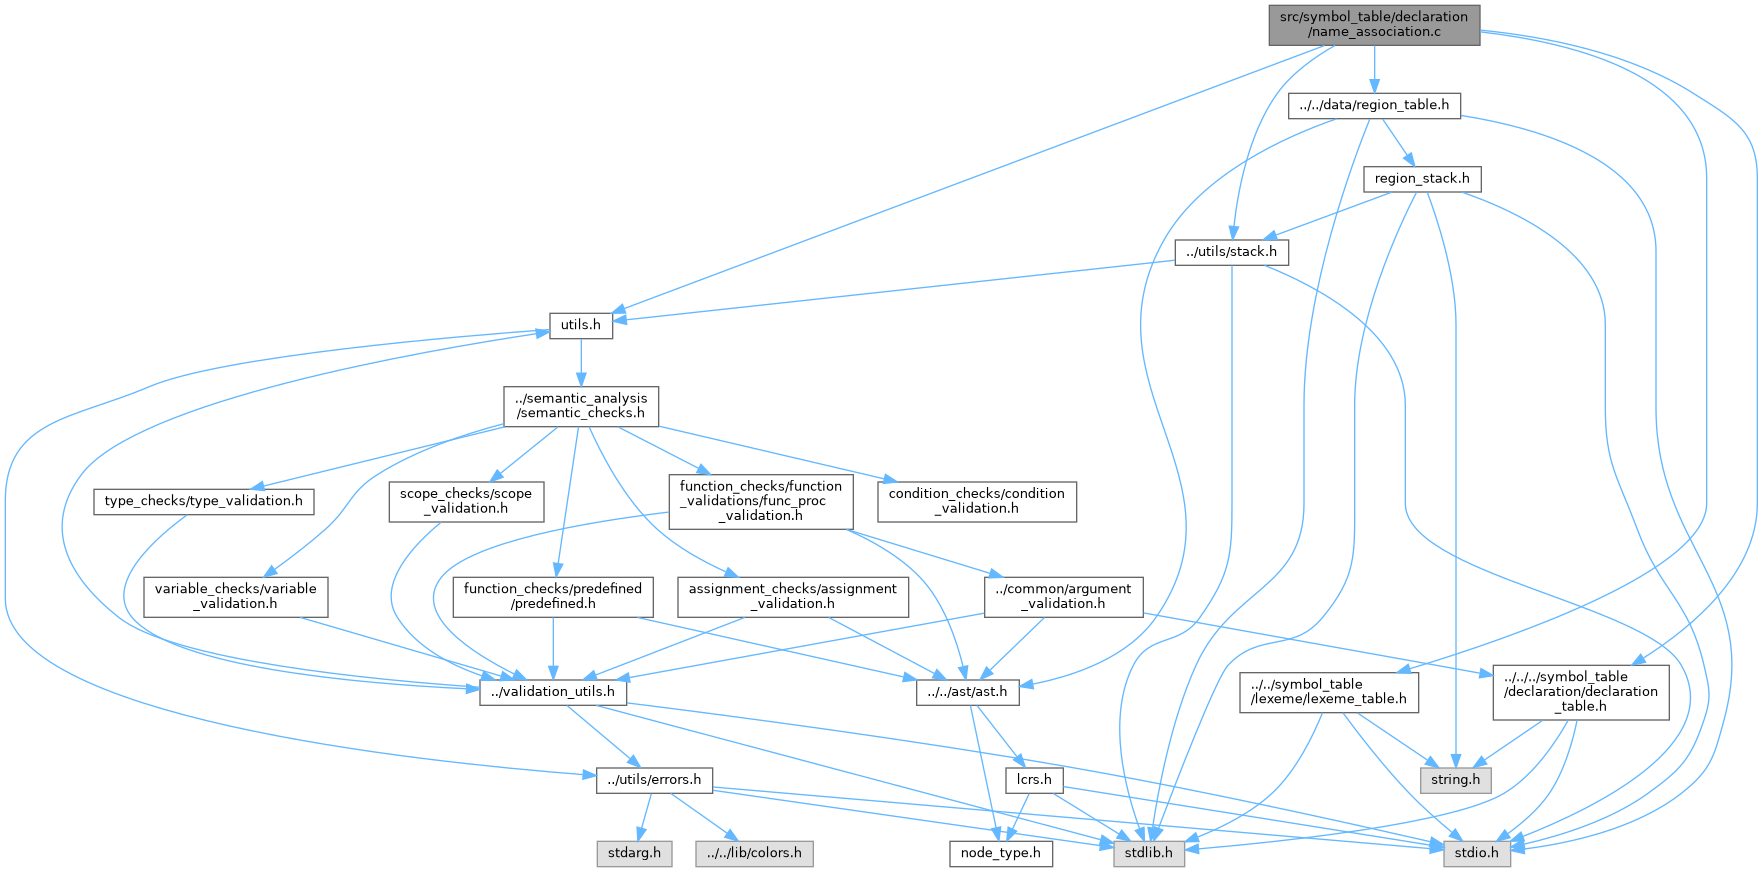 src/symbol_table/declaration
/name_association.c
../../data/region_table.h
region_stack.h
../utils/stack.h
utils.h
../semantic_analysis
/semantic_checks.h
type_checks/type_validation.h
scope_checks/scope
_validation.h
function_checks/function
_validations/func_proc
_validation.h
condition_checks/condition
_validation.h
variable_checks/variable
_validation.h
function_checks/predefined
/predefined.h
assignment_checks/assignment
_validation.h
../common/argument
_validation.h
../validation_utils.h
../../ast/ast.h
../../symbol_table
/lexeme/lexeme_table.h
../../../symbol_table
/declaration/declaration
_table.h
../utils/errors.h
lcrs.h
string.h
stdarg.h
../../lib/colors.h
node_type.h
stdlib.h
stdio.h